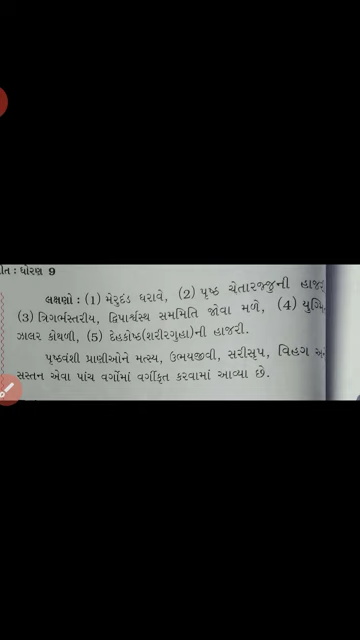 ધોરણ 9
લક્ષણો : (1) મેરુદંડ ધરાવે, (2) પૃષ્ઠ ચેતારજ્જુની હાજરી
(3) ત્રિગર્ભસ્તરીય, દ્વિપાર્શ્વસ્થ સમમિતિ જોવા મળે, (4)
ઝાલર કોથળી, (5) દેહકોષ્ઠ(શરીરગુહા)ની હાજરી.
પૃષ્ઠવંશી પ્રાણીઓને મત્સ્ય, ઉભયજીવી, સરીસૃપ, વિહગ
સસ્તન એવા પાંચ વર્ગોમાં વર્ગીકૃત કરવામાં આવ્યા છે.